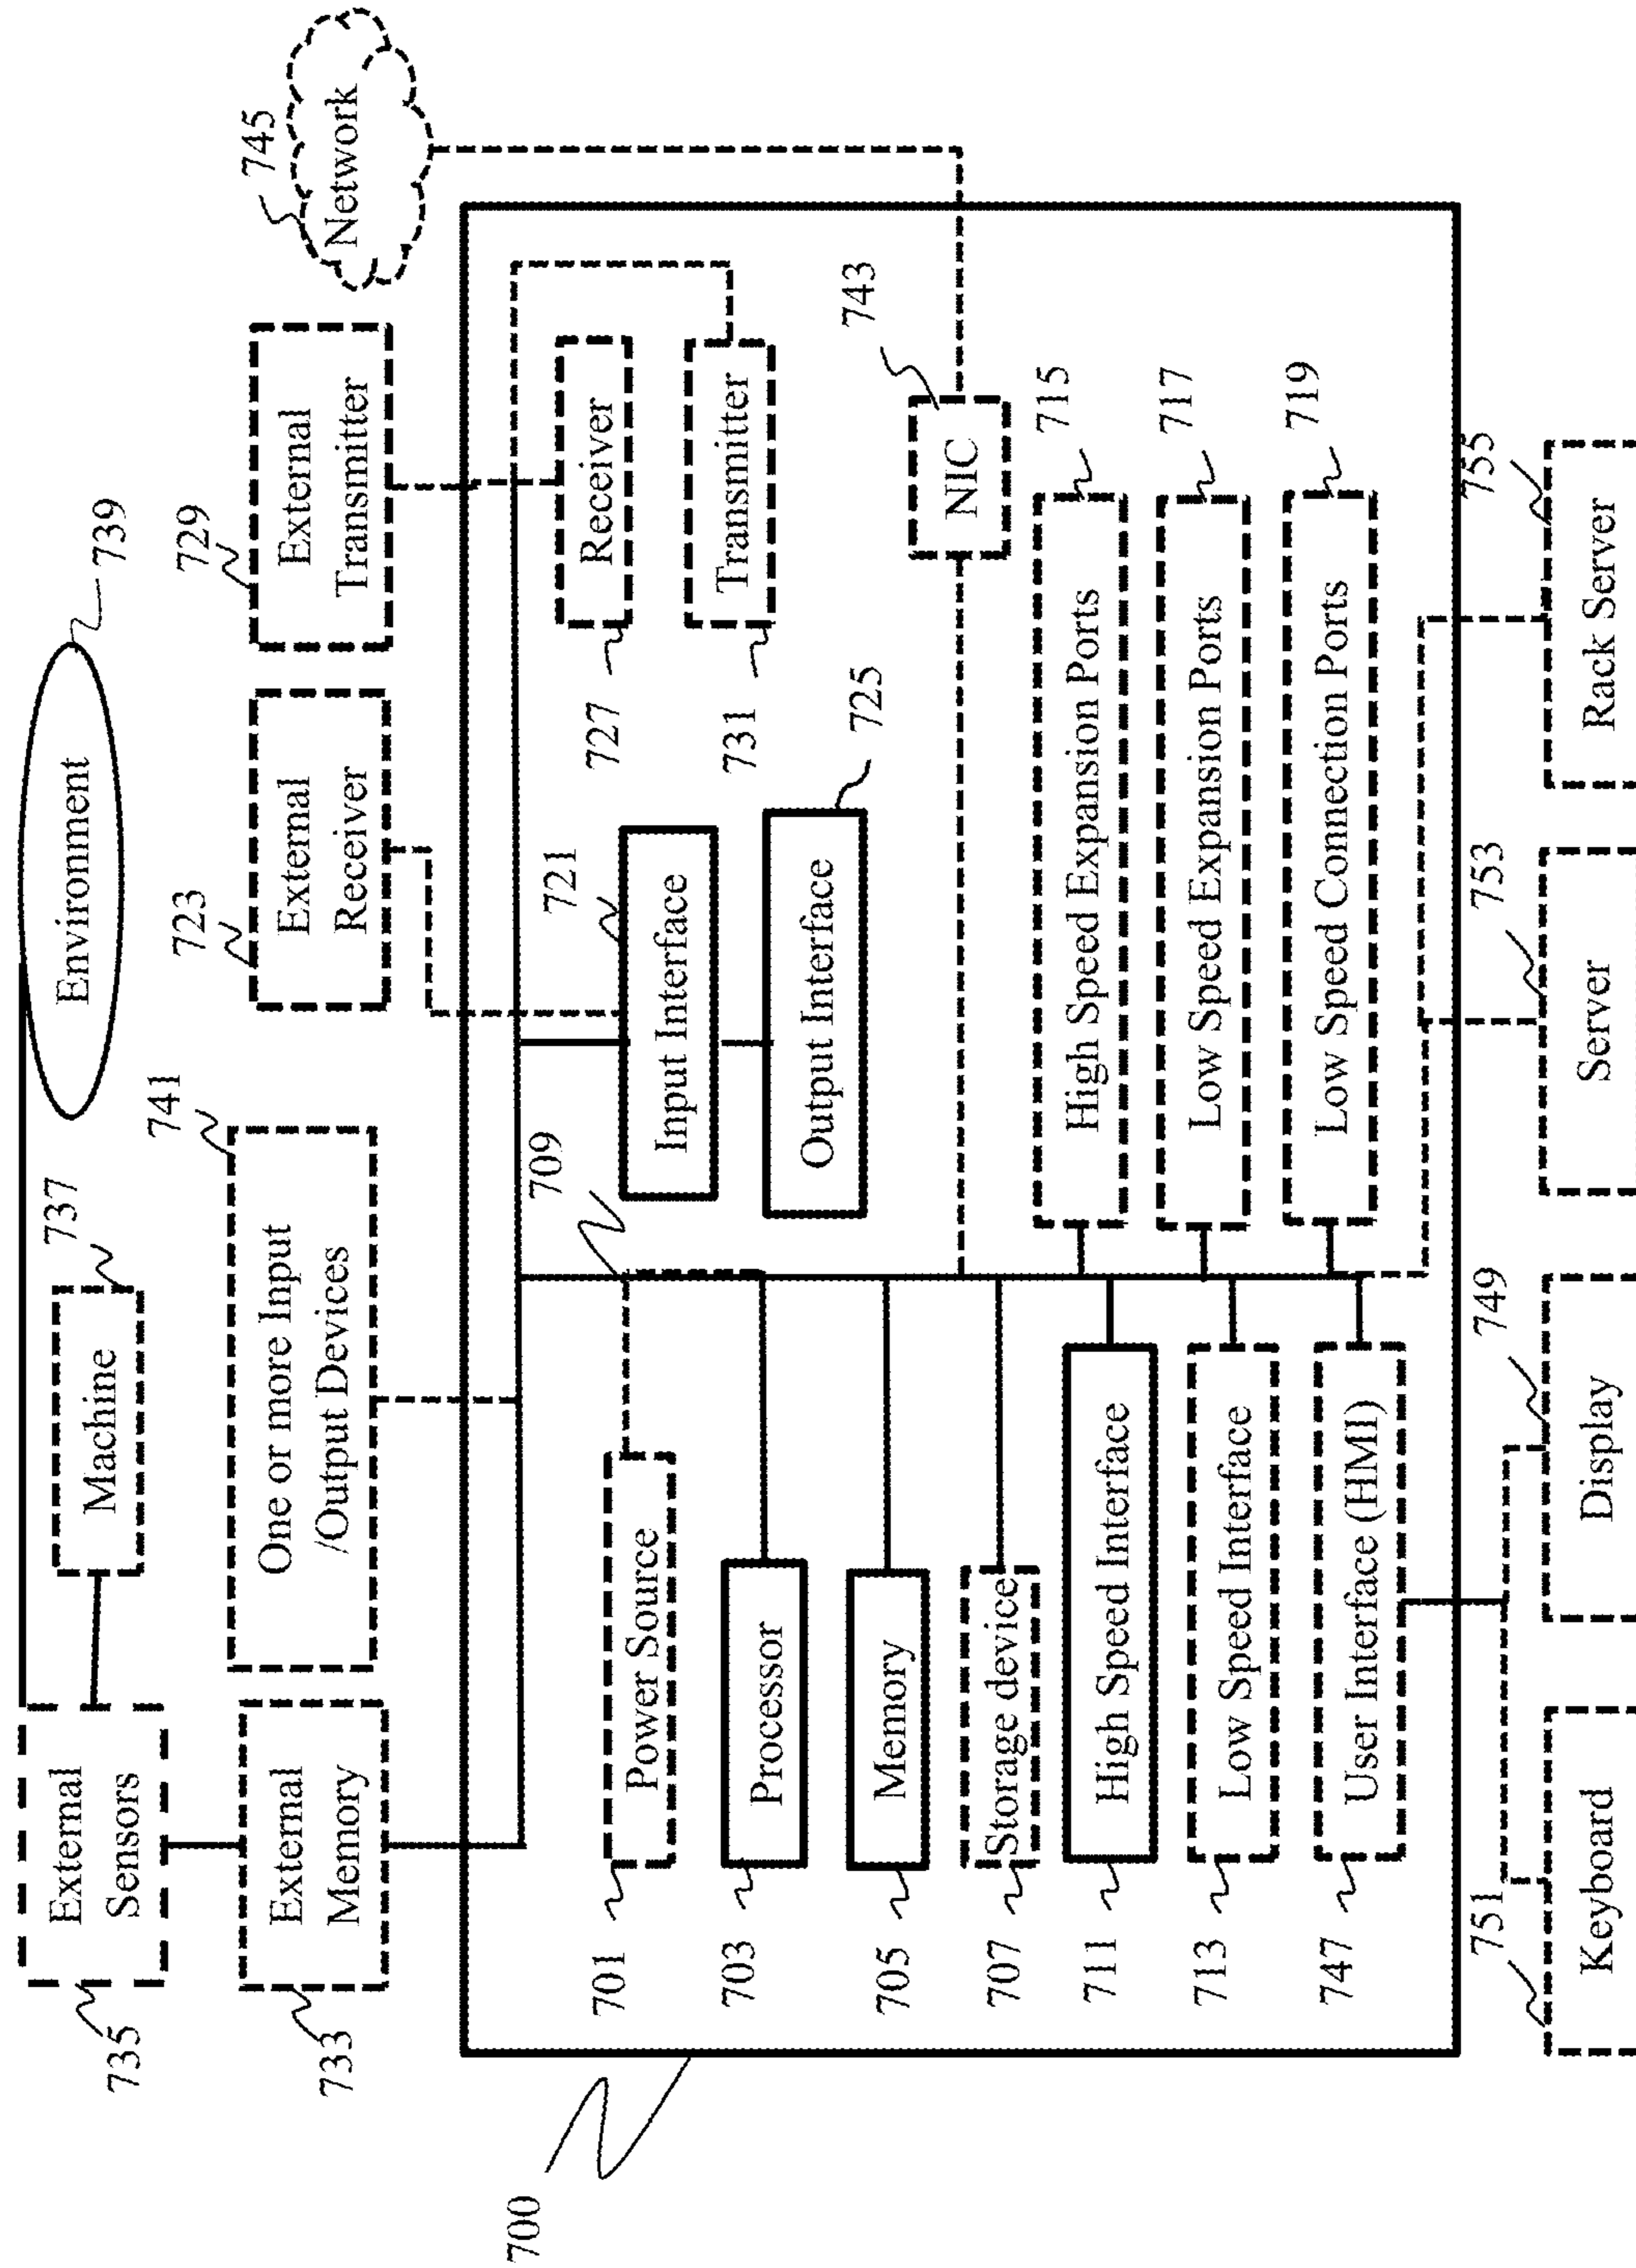 735
External
Sensors
Machine
737
Environment
739
733
External
Memory
One or more Input
/Output Devices
741
723
External
Receiver
729
External
Transmitter
745
Network
700
701
Power Source
703
Processor
705
Memory
707
Storage device
711
High Speed Interface
713
Low Speed Interface
747
User Interface (HMI)
709
721
Input Interface
Output Interface
725
727
Receiver
731
Transmitter
743
NIC
High Speed Expansion Ports
715
Low Speed Expansion Ports
717
Low Speed Connection Ports
719
751
Keyboard
749
Display
753
Server
755
Rack Server